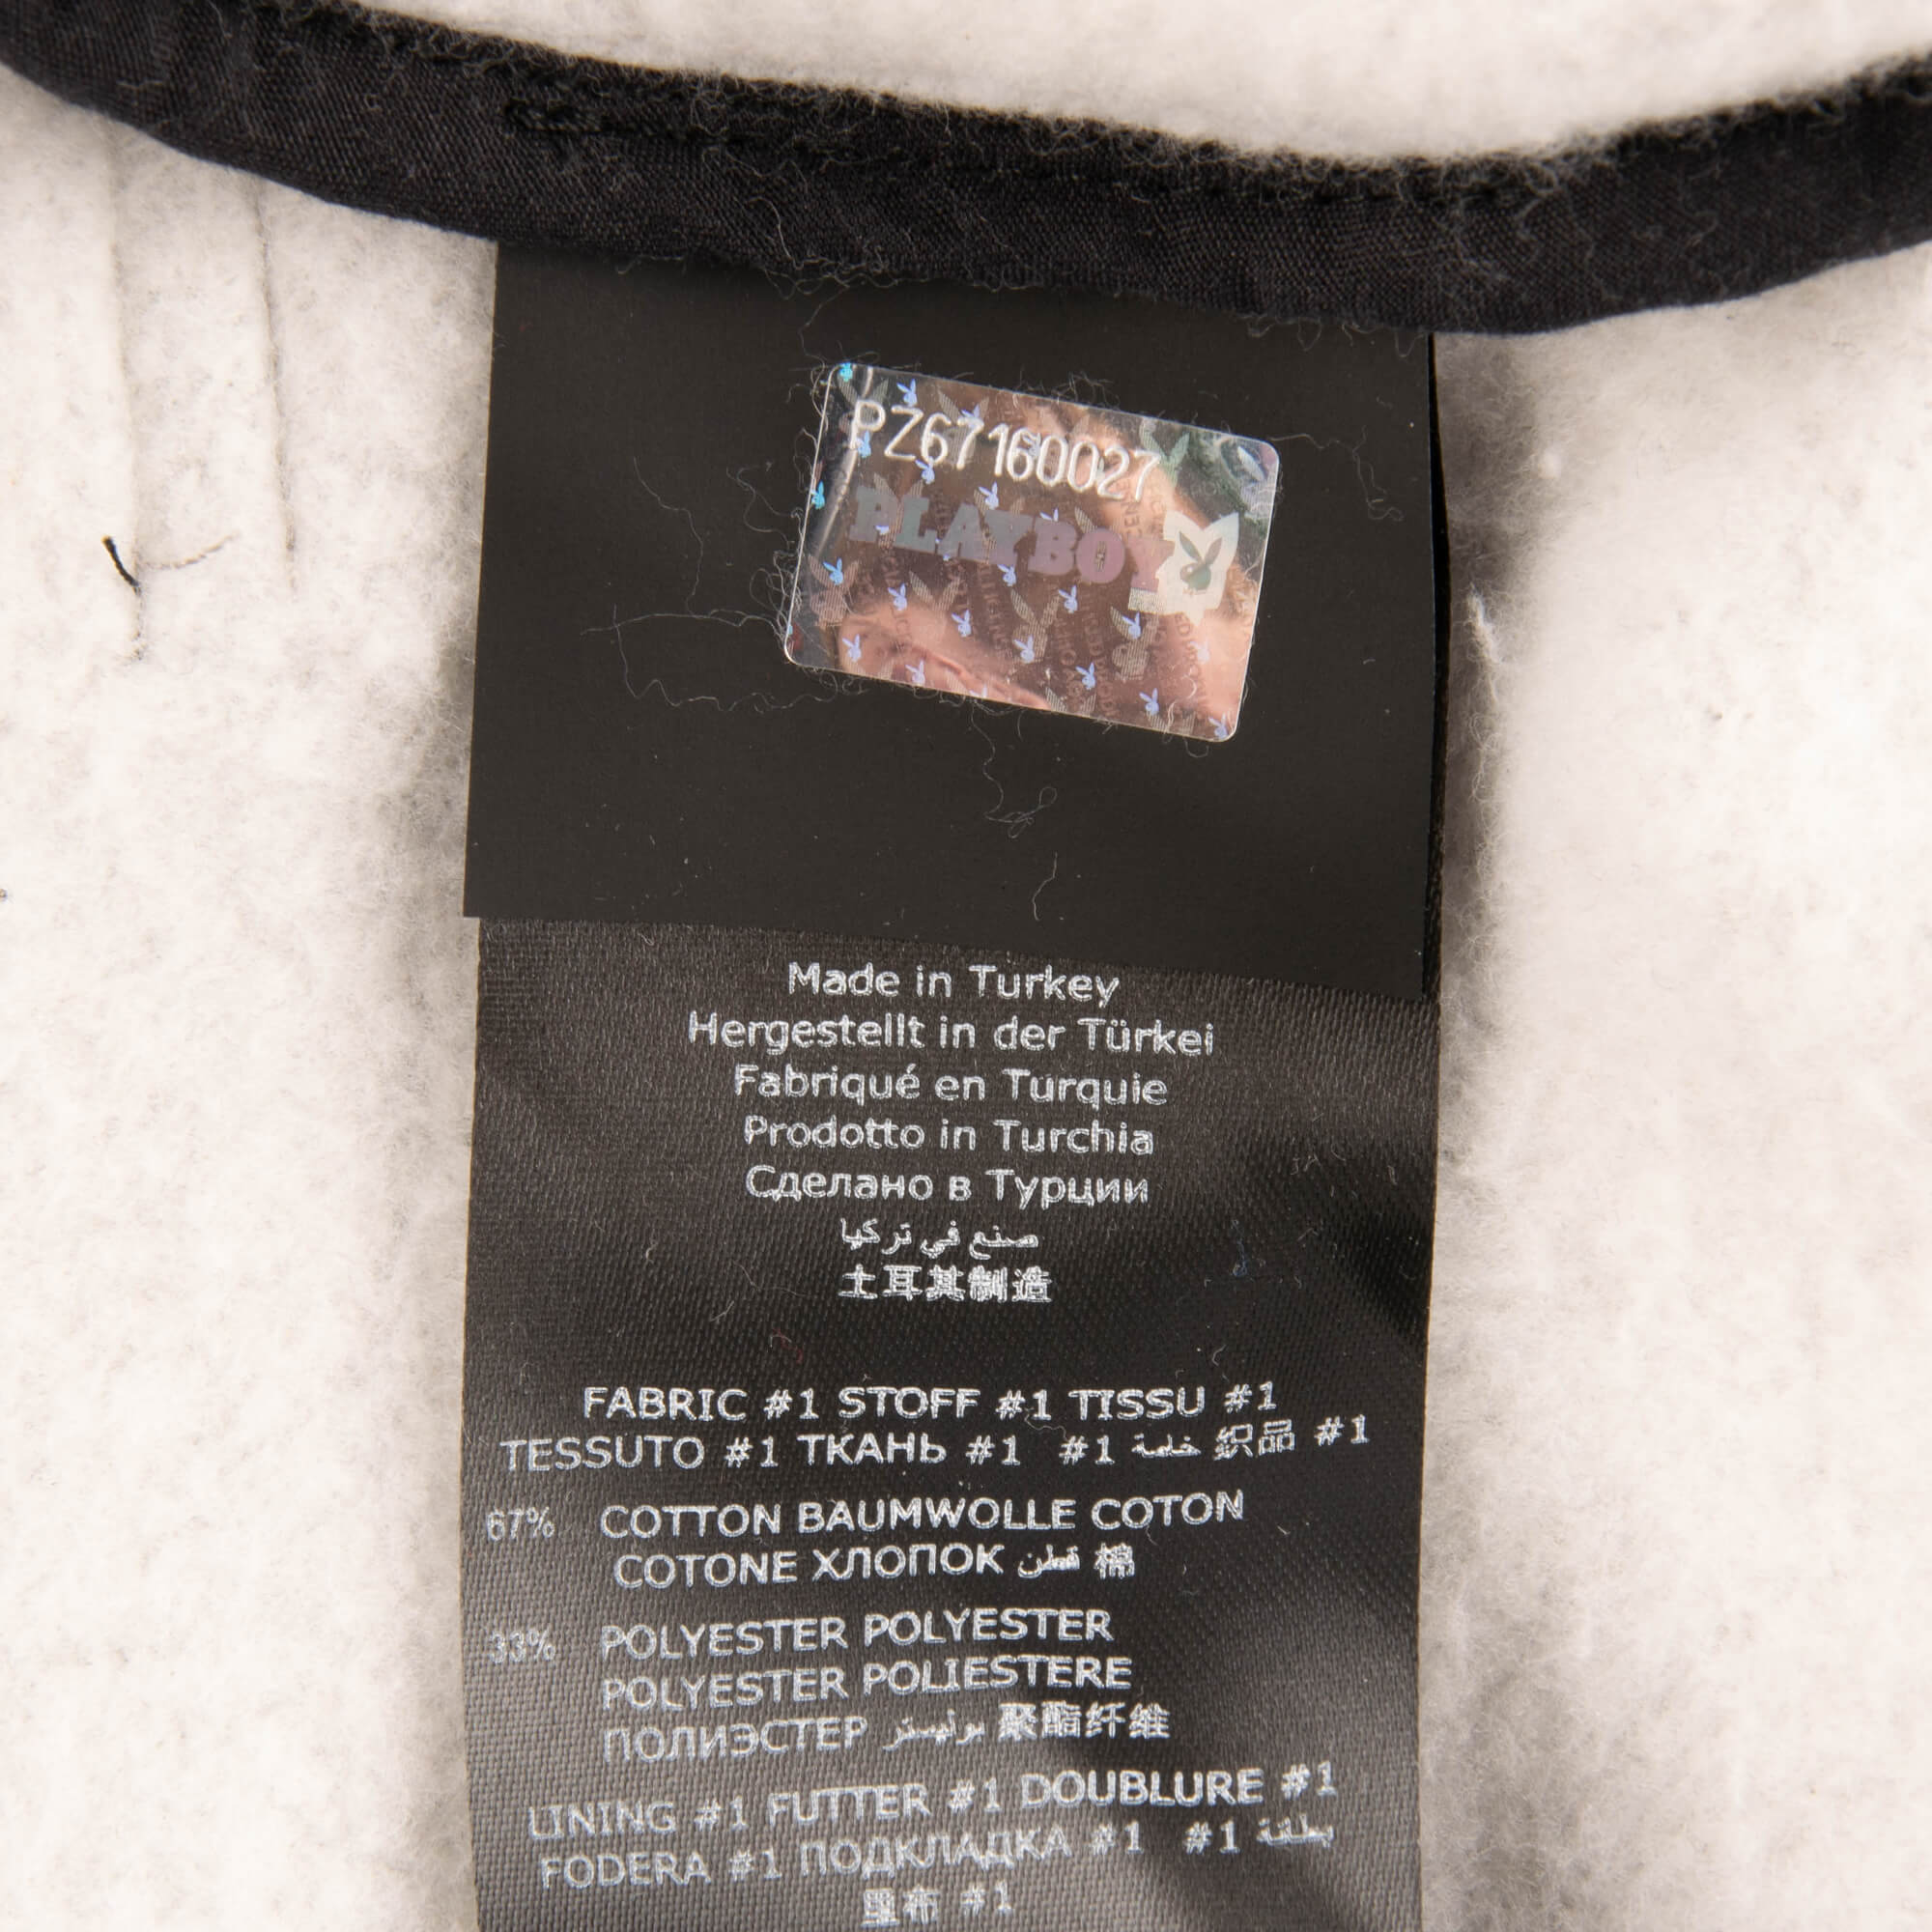 PZ67160027
PLAYBOY
Made in Turkey
Hergestellt in der Türkei
Fabriqué en Turquie
Prodotto in Turchia
Сделано в Турции
صنع في تركيا
土耳其制造
FABRIC #1 STOFF #1 TISSU #1
TESSUTO #1 ТКАНЬ #1 #1 خامة 织品 #1
67% COTTON BAUMWOLLE COTON
COTONE ХЛОПОК قطن 棉
33% POLYESTER POLYESTER
POLYESTER POLIESTERE
ПОЛИЭСТЕР بوليستر 聚酯纤维
LINING #1 FUTTER #1 DOUBLURE #1
FODERA #1 ПОДКЛАДКА #1 #1 بطانة
里布 #1